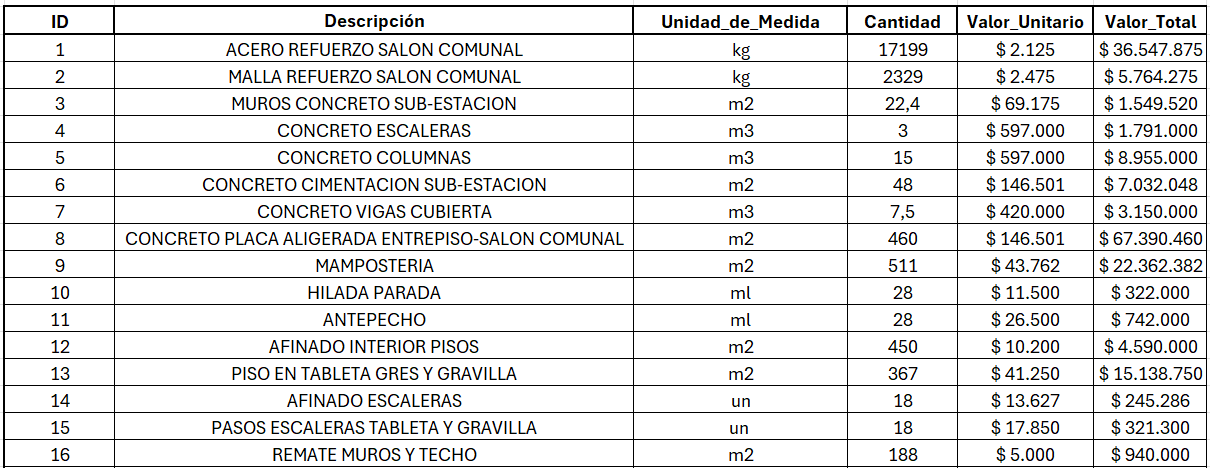 ID Descripción Unidad_de_Medida Cantidad Valor_Unitario Valor_Total
1 ACERO REFUERZO SALON COMUNAL kg 17199 $ 2.125 $ 36.547.875
2 MALLA REFUERZO SALON COMUNAL kg 2329 $ 2.475 $ 5.764.275
3 MUROS CONCRETO SUB-ESTACION m2 22,4 $ 69.175 $ 1.549.520
4 CONCRETO ESCALERAS m3 3 $ 597.000 $ 1.791.000
5 CONCRETO COLUMNAS m3 15 $ 597.000 $ 8.955.000
6 CONCRETO CIMENTACION SUB-ESTACION m2 48 $ 146.501 $ 7.032.048
7 CONCRETO VIGAS CUBIERTA m3 7,5 $ 420.000 $ 3.150.000
8 CONCRETO PLACA ALIGERADA ENTREPISO-SALON COMUNAL m2 460 $ 146.501 $ 67.390.460
9 MAMPOSTERIA m2 511 $ 43.762 $ 22.362.382
10 HILADA PARADA ml 28 $ 11.500 $ 322.000
11 ANTEPECHO ml 28 $ 26.500 $ 742.000
12 AFINADO INTERIOR PISOS m2 450 $ 10.200 $ 4.590.000
13 PISO EN TABLETA GRES Y GRAVILLA m2 367 $ 41.250 $ 15.138.750
14 AFINADO ESCALERAS un 18 $ 13.627 $ 245.286
15 PASOS ESCALERAS TABLETA Y GRAVILLA un 18 $ 17.850 $ 321.300
16 REMATE MUROS Y TECHO m2 188 $ 5.000 $ 940.000